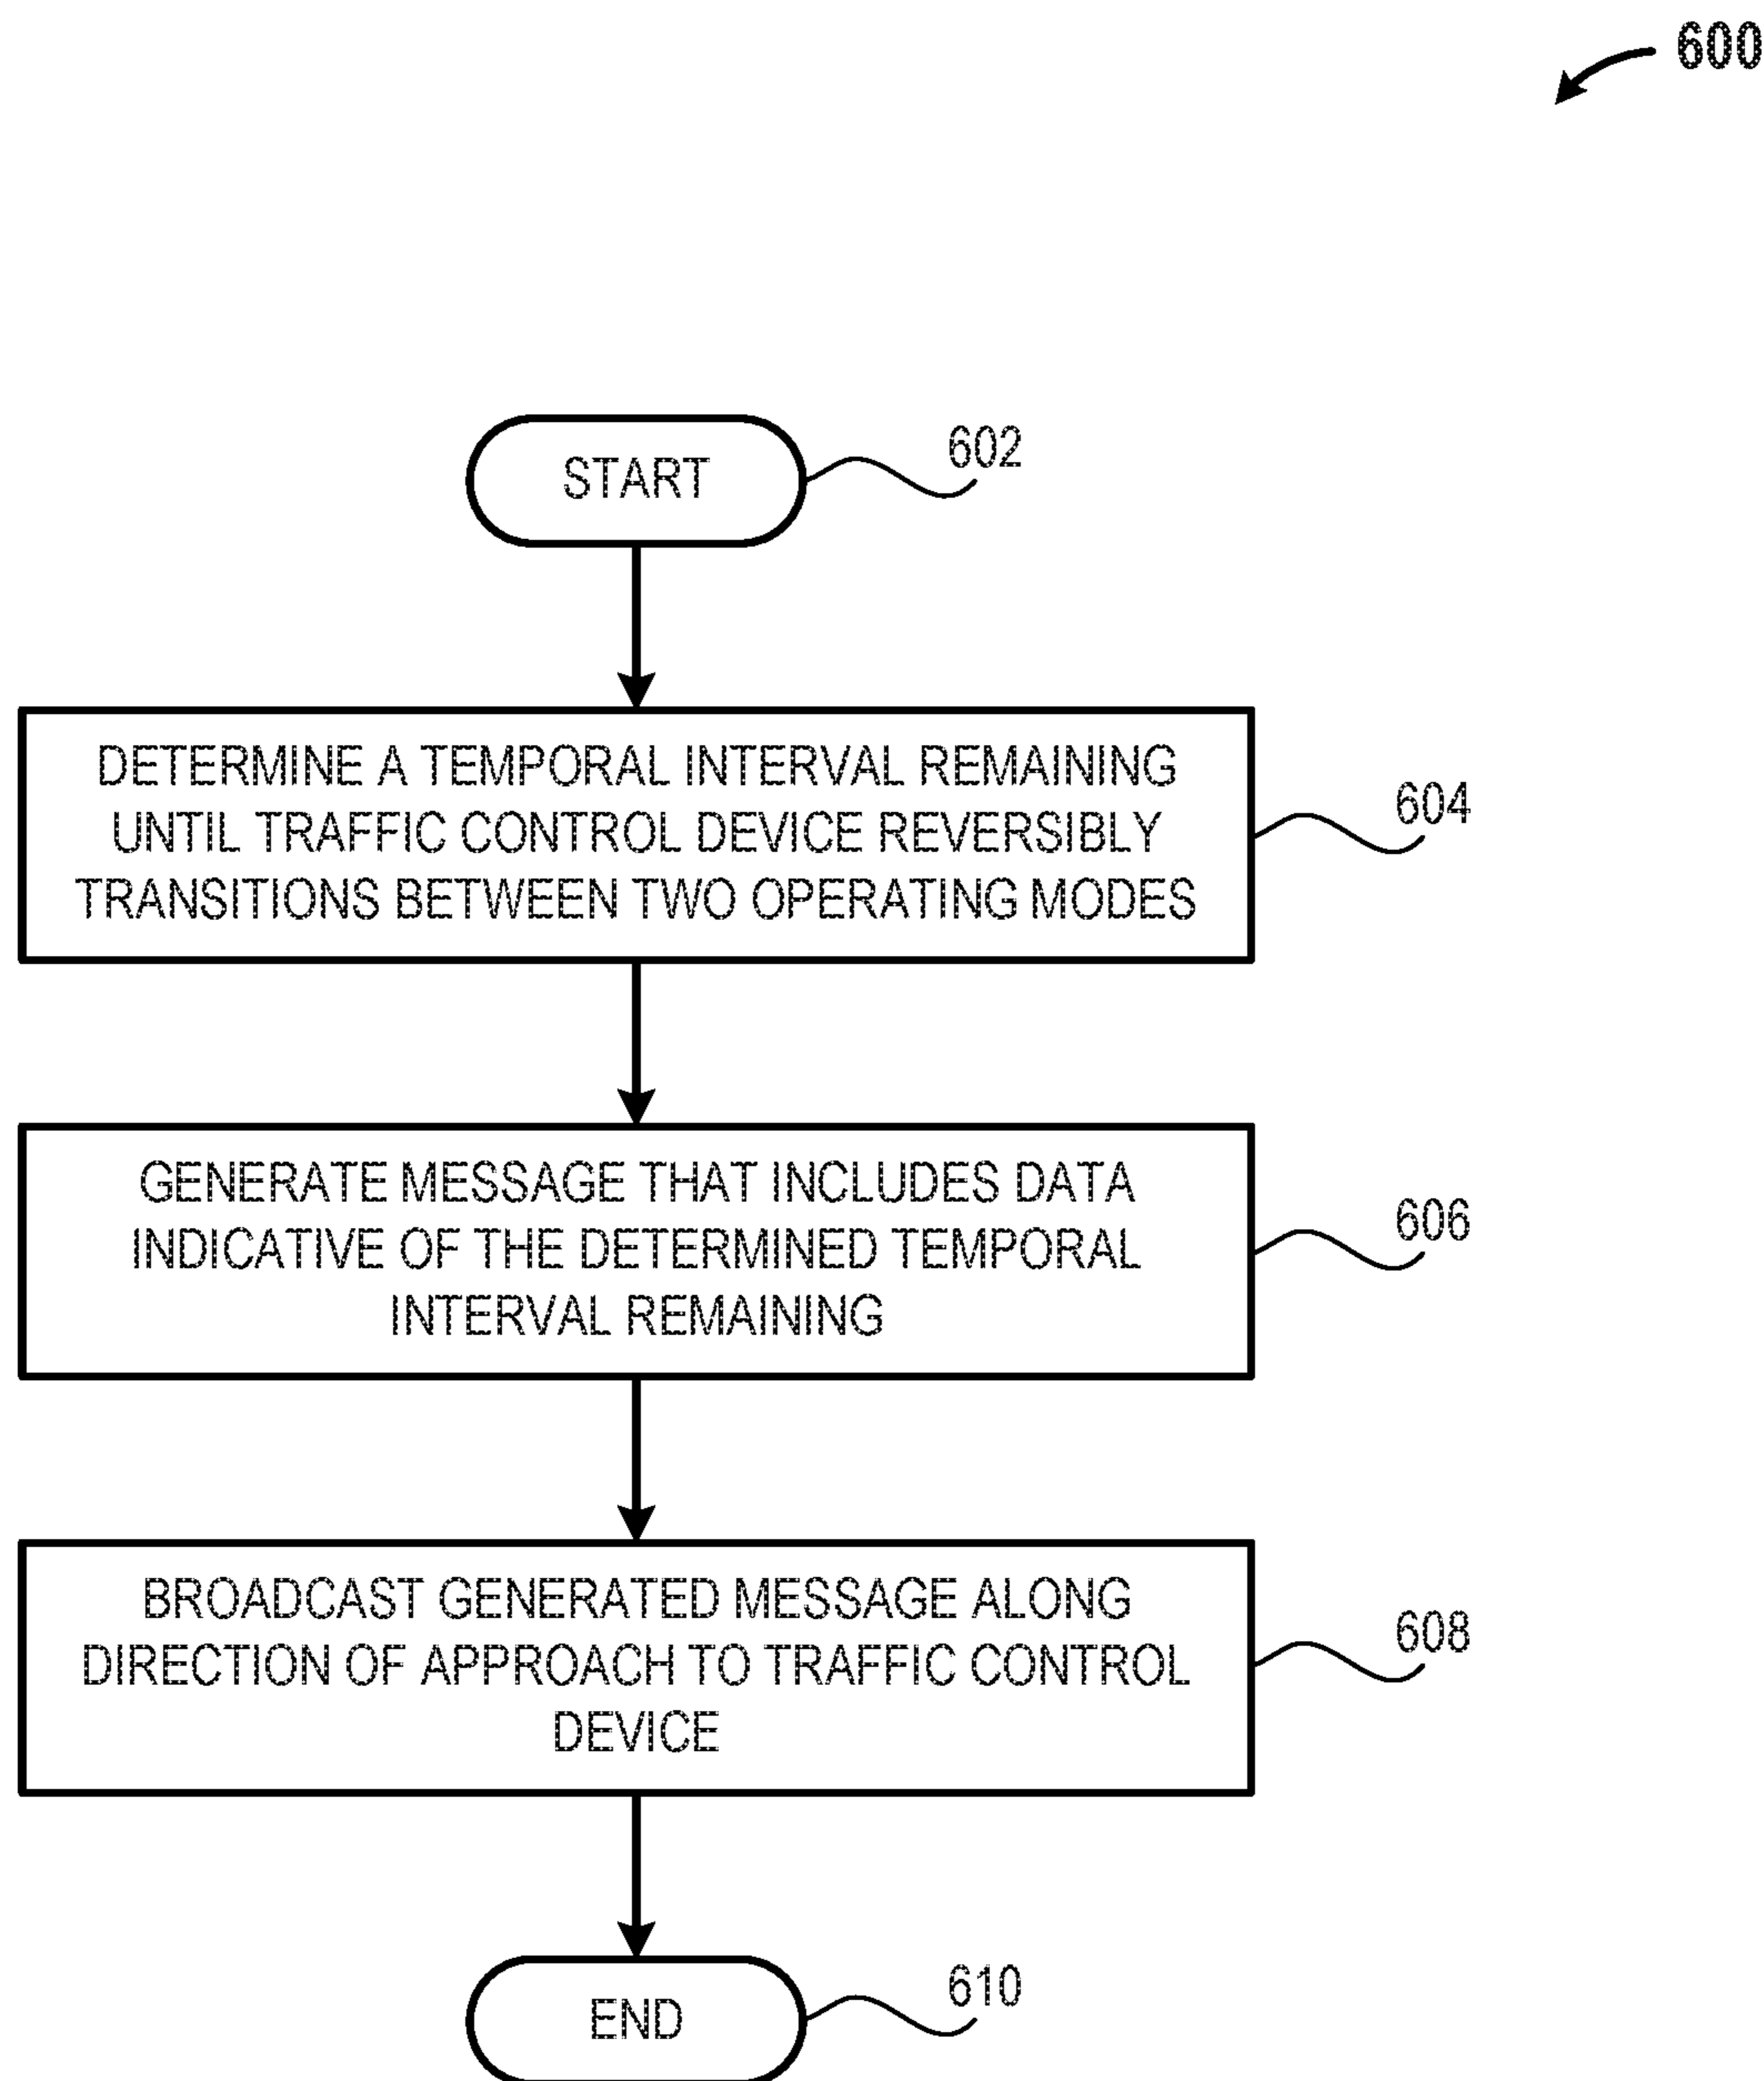 600
START
602
DETERMINE A TEMPORAL INTERVAL REMAINING
UNTIL TRAFFIC CONTROL DEVICE REVERSIBLY
TRANSITIONS BETWEEN TWO OPERATING MODES
604
GENERATE MESSAGE THAT INCLUDES DATA
INDICATIVE OF THE DETERMINED TEMPORAL
INTERVAL REMAINING
606
BROADCAST GENERATED MESSAGE ALONG
DIRECTION OF APPROACH TO TRAFFIC CONTROL
DEVICE
608
END
610